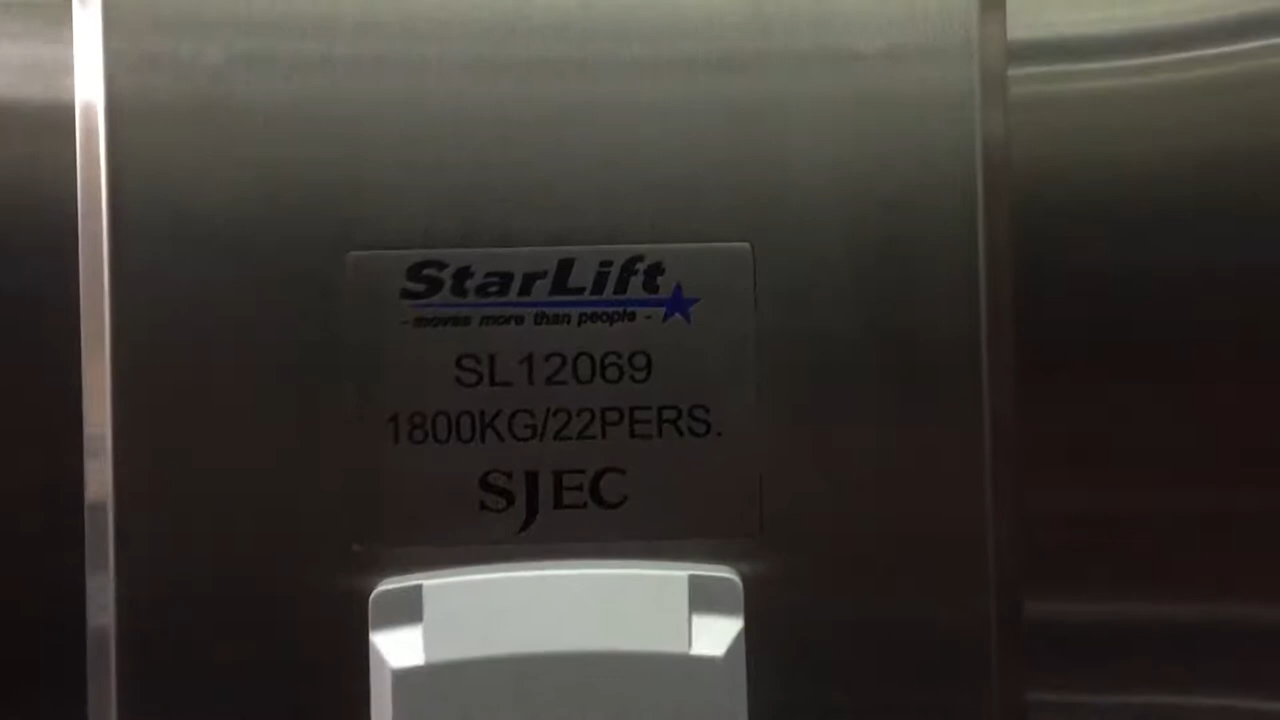 StarLift
- moves more than people -
SL12069
1800KG/22PERS.
SJEC